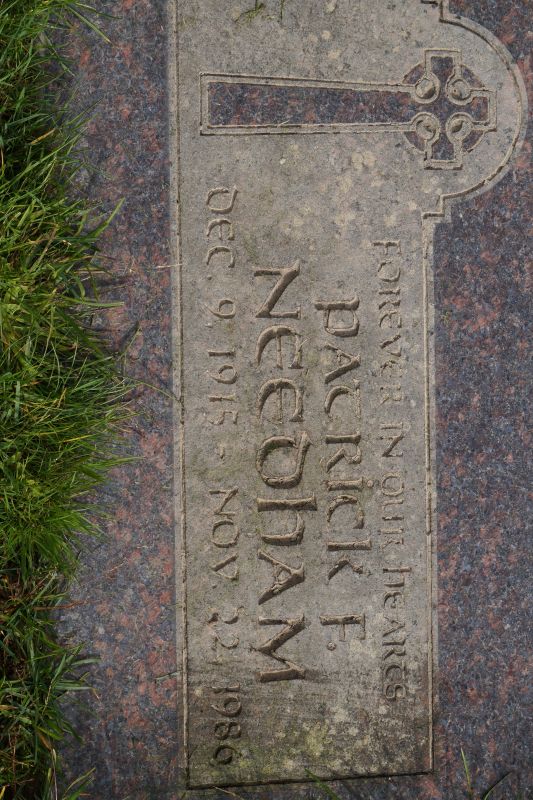 FOREVER IN OUR HEARTS
PATRICK F.
NEEDHAM
DEC. 9 1915 - NOV. 22 1986